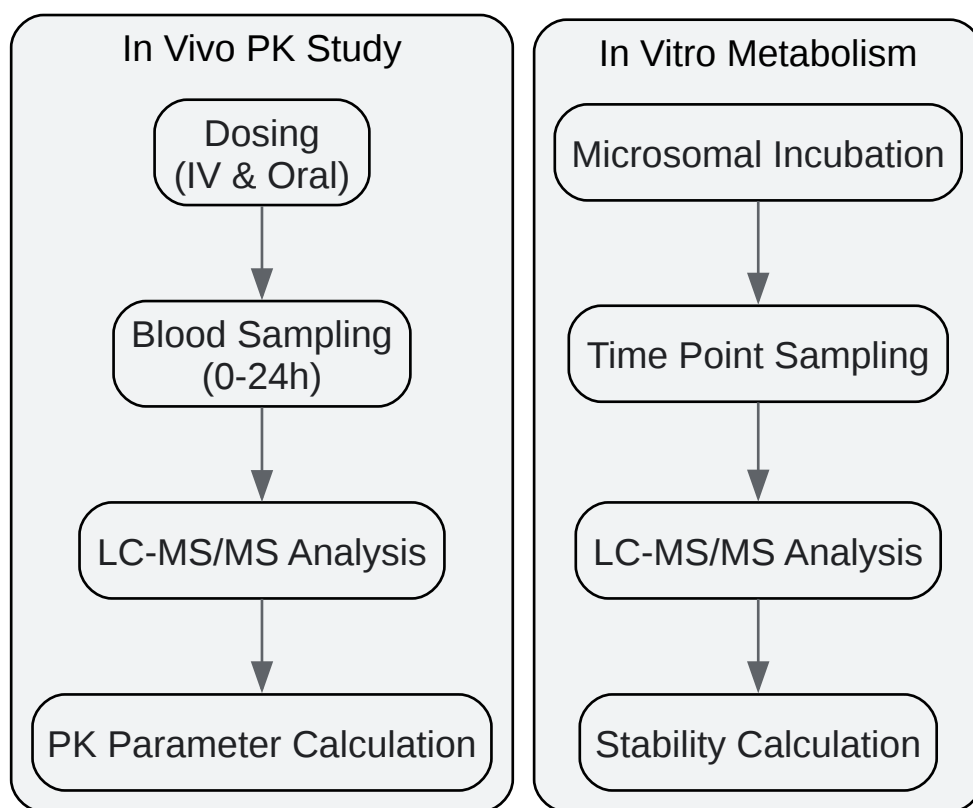 In Vivo PK Study
Dosing
(IV & Oral)
Blood Sampling
(0-24h)
LC-MS/MS Analysis
PK Parameter Calculation
In Vitro Metabolism
Microsomal Incubation
Time Point Sampling
LC-MS/MS Analysis
Stability Calculation